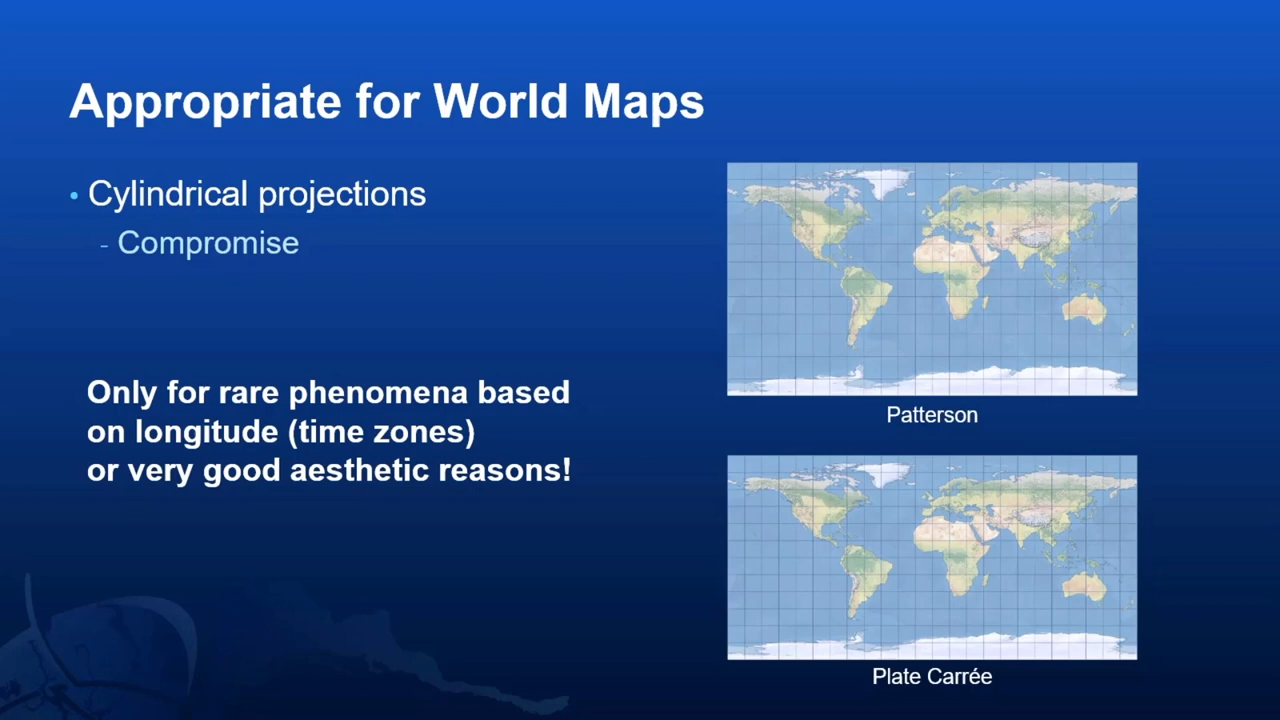 Appropriate for World Maps
• Cylindrical projections
- Compromise
Only for rare phenomena based
on longitude (time zones)
or very good aesthetic reasons!
Patterson
Plate Carrée